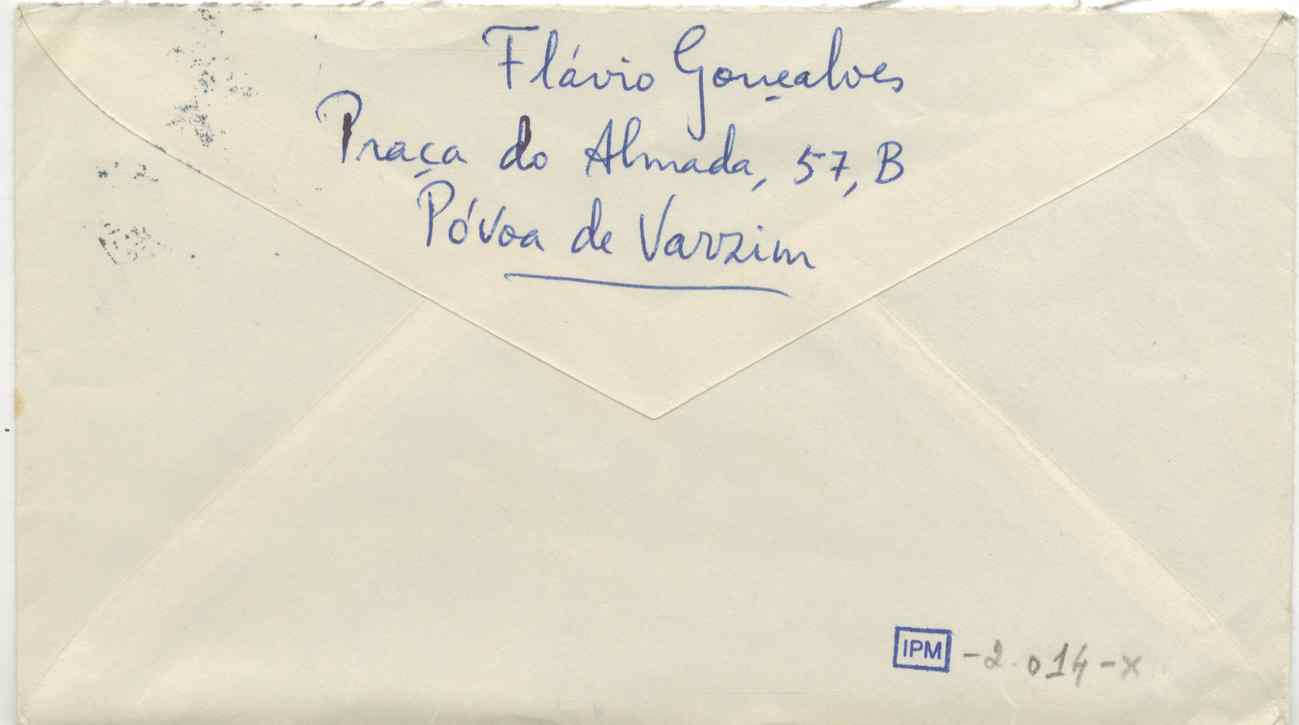 Flávio Gonçalves
Praça do Almada, 57, B
Póvoa de Varzim
IPM -2.014-x